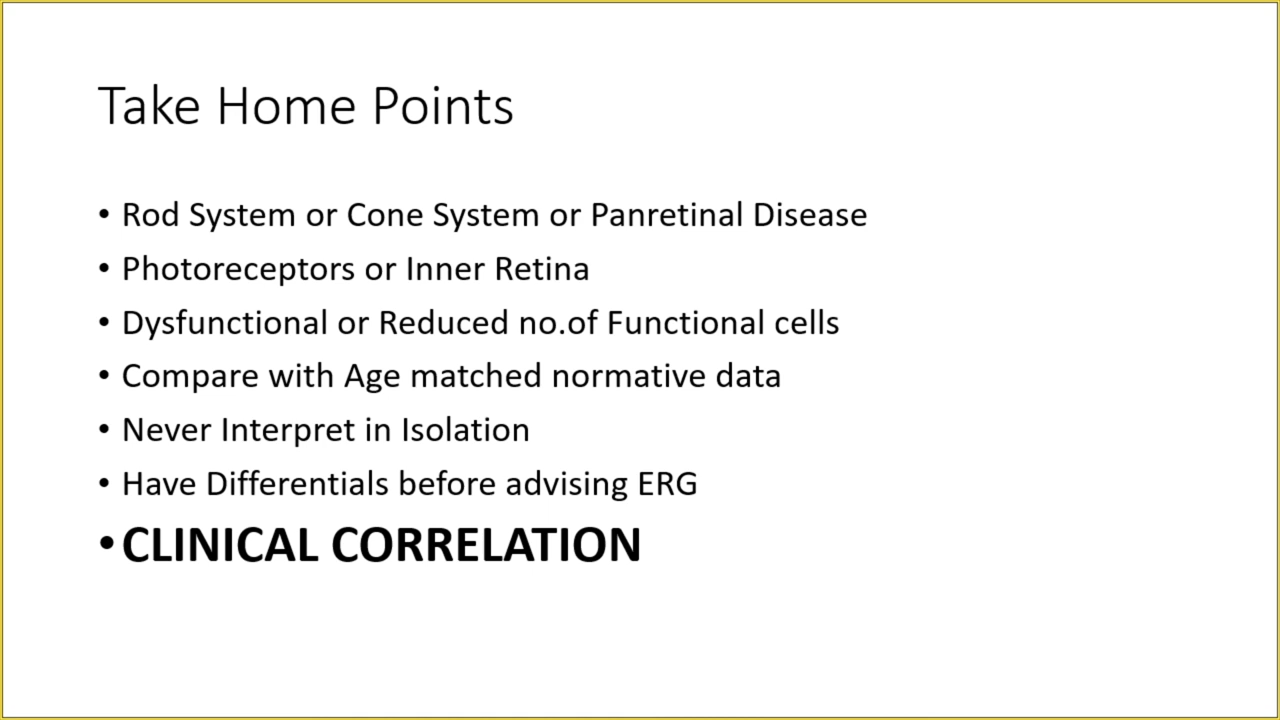 Take Home Points
• Rod System or Cone System or Panretinal Disease
• Photoreceptors or Inner Retina
• Dysfunctional or Reduced no.of Functional cells
• Compare with Age matched normative data
• Never Interpret in Isolation
• Have Differentials before advising ERG
• CLINICAL CORRELATION